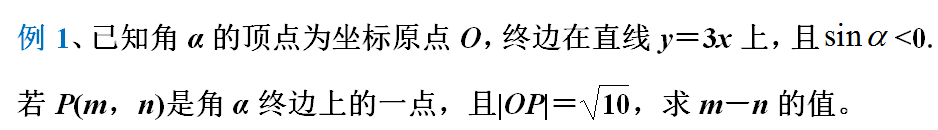 例 1、已知角 α 的顶点为坐标原点 O，终边在直线 y＝3x 上，且 sin α <0.
若 P(m，n)是角 α 终边上的一点，且|OP|＝√10，求 m－n 的值。